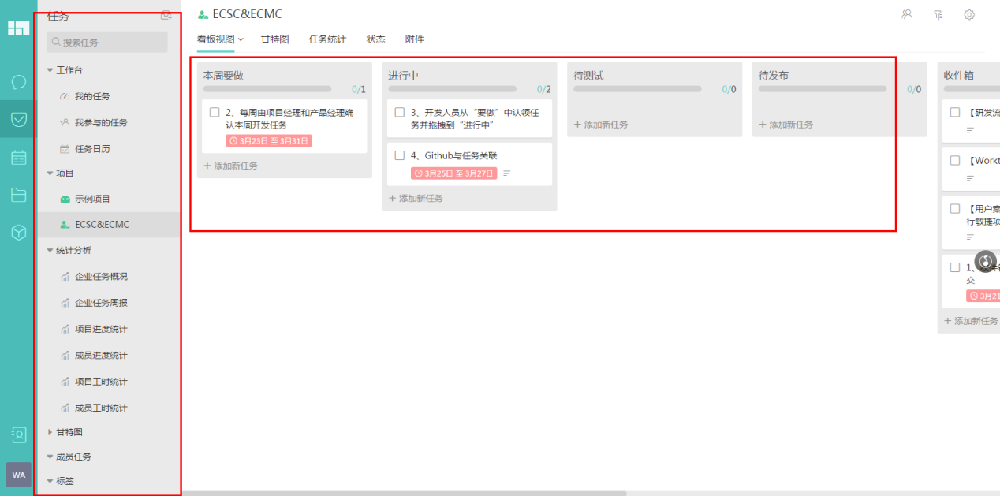 任务
搜索任务
工作台
我的任务
我参与的任务
任务日历
项目
示例项目
ECSC&ECMC
统计分析
企业任务概况
企业任务周报
项目进度统计
成员进度统计
项目工时统计
成员工时统计
甘特图
成员任务
标签
WA
ECSC&ECMC
看板视图 甘特图 任务统计 状态 附件
本周要做
0/1
2、每周由项目经理和产品经理确
认本周开发任务
3月23日 至 3月31日
+ 添加新任务
进行中
0/2
3、开发人员从“要做”中认领任
务并拖拽到“进行中”
4、Github与任务关联
3月25日 至 3月27日
+ 添加新任务
待测试
0/0
+ 添加新任务
待发布
0/0
+ 添加新任务
收件箱
【研发流
【Workt
【用户案
行敏捷项
1、
交
3月21
+ 添加新任务